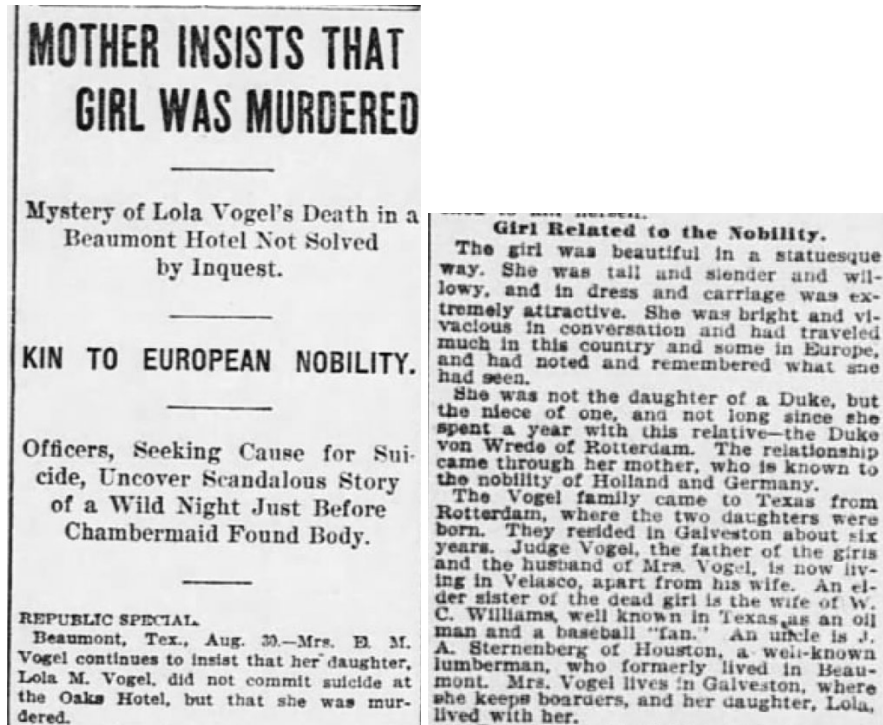 MOTHER INSISTS THAT
GIRL WAS MURDERED
Mystery of Lola Vogel's Death in a
Beaumont Hotel Not Solved
by Inquest.
KIN TO EUROPEAN NOBILITY.
Officers, Seeking Cause for Sui-
cide, Uncover Scandalous Story
of a Wild Night Just Before
Chambermaid Found Body.
REPUBLIC SPECIAL.
Beaumont, Tex., Aug. 30.—Mrs. E. M.
Vogel continues to insist that her daughter,
Lola M. Vogel, did not commit suicide at
the Oaks Hotel, but that she was mur-
dered.
Girl Related to the Nobility.
The girl was beautiful in a statuesque
way. She was tall and slender and wil-
lowy, and in dress and carriage was ex-
tremely attractive. She was bright and vi-
vacious in conversation and had traveled
much in this country and some in Europe,
and had noted and remembered what she
had seen.
She was not the daughter of a Duke, but
the niece of one, and not long since she
spent a year with this relative—the Duke
von Wrede of Rotterdam. The relationship
came through her mother, who is known to
the nobility of Holland and Germany.
The Vogel family came to Texas from
Rotterdam, where the two daughters were
born. They resided in Galveston about six
years. Judge Vogel, the father of the girls
and the husband of Mrs. Vogel, is now liv-
ing in Velasco, apart from his wife. An el-
der sister of the dead girl is the wife of W.
C. Williams, well known in Texas as an oil
man and a baseball "fan." An uncle is J.
A. Sternenberg of Houston, a well-known
lumberman, who formerly lived in Beau-
mont. Mrs. Vogel lives in Galveston, where
she keeps boarders, and her daughter, Lola,
lived with her.